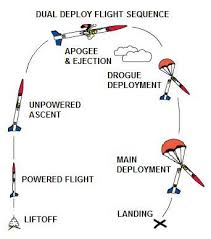 DUAL DEPLOY FLIGHT SEQUENCE
APOGEE
& EJECTION
DROGUE
DEPLOYMENT
UNPOWERED
ASCENT
MAIN
DEPLOYMENT
POWERED FLIGHT
LIFTOFF
LANDING